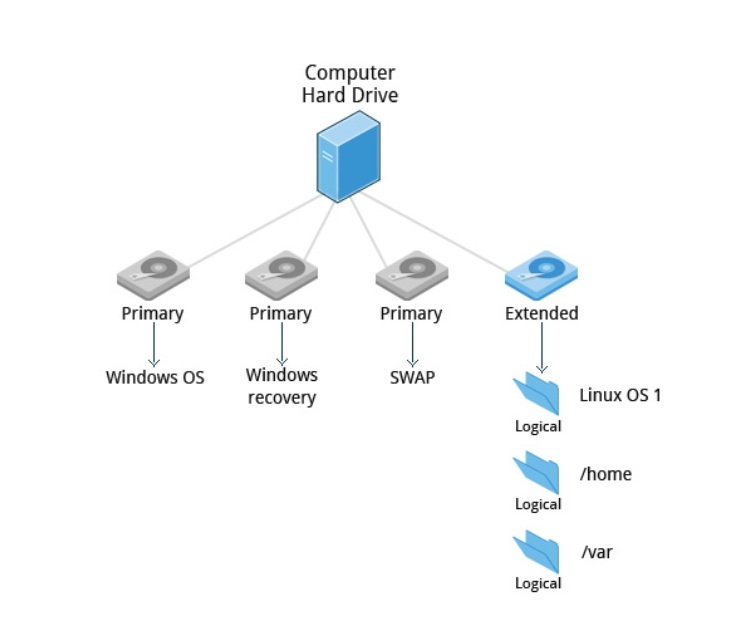 Computer
Hard Drive
Primary
Primary
Primary
Extended
Windows OS
Windows
recovery
SWAP
Linux OS 1
Logical
/home
Logical
/var
Logical